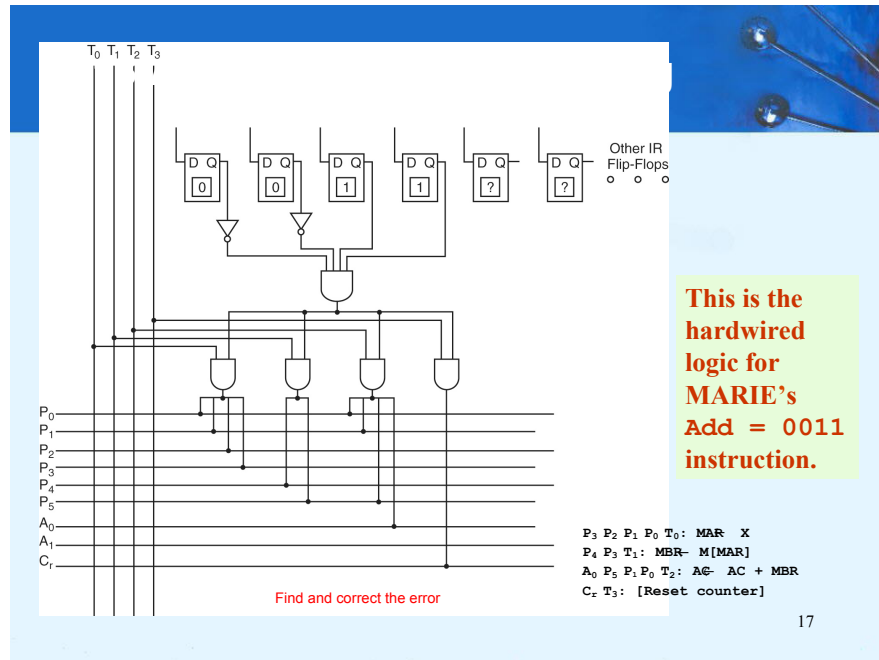 T₀ T₁ T₂ T₃
D Q D Q D Q D Q D Q D Q
Other IR
Flip-Flops
0 0 1 1 ? ?
This is the
hardwired
logic for
MARIE's
Add = 0011
instruction.
P₀
P₁
P₂
P₃
P₄
P₅
A₀
A₁
Cᵣ
P₃ P₂ P₁ P₀ T₀: MAR X
P₄ P₃ T₁: MBR M[MAR]
A₀ P₅ P₁ P₀ T₂: AC AC + MBR
Cᵣ T₃: [Reset counter]
Find and correct the error
17